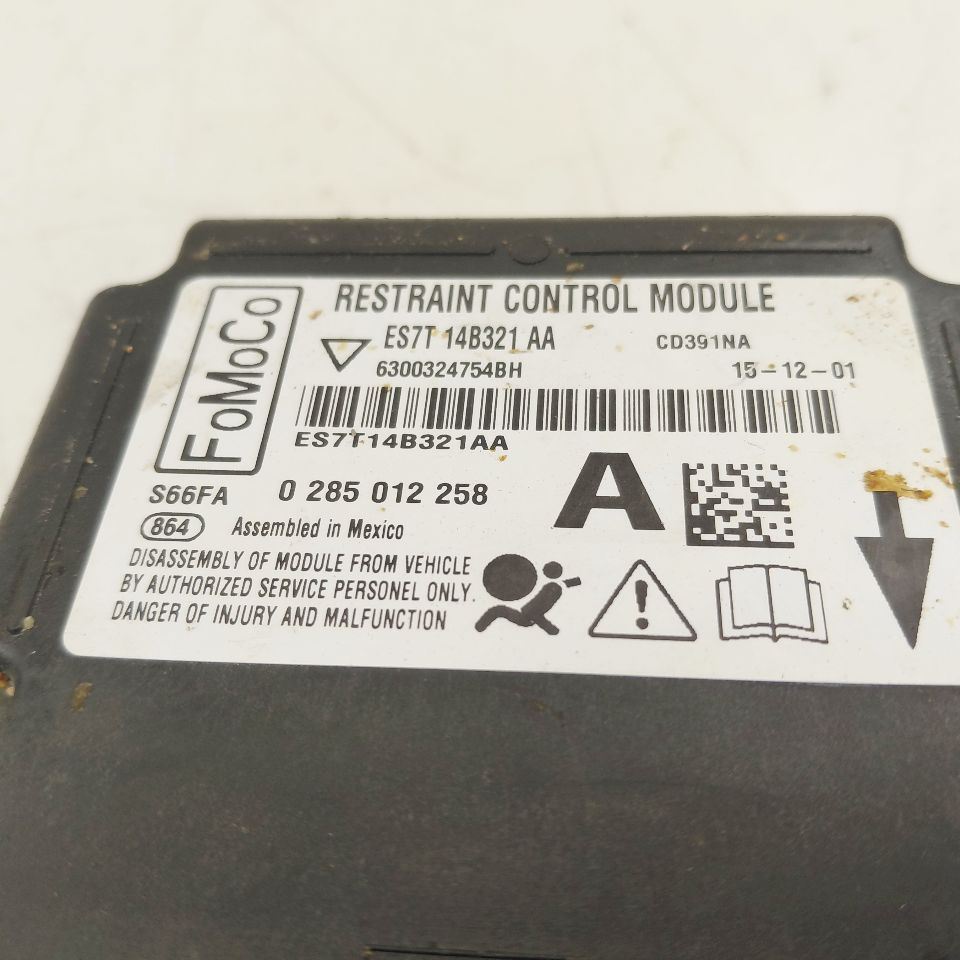 FoMoCo
RESTRAINT CONTROL MODULE
ES7T 14B321 AA
CD391NA
6300324754BH
15-12-01
ES7T14B321AA
S66FA
0 285 012 258
A
864
Assembled in Mexico
DISASSEMBLY OF MODULE FROM VEHICLE
BY AUTHORIZED SERVICE PERSONEL ONLY.
DANGER OF INJURY AND MALFUNCTION